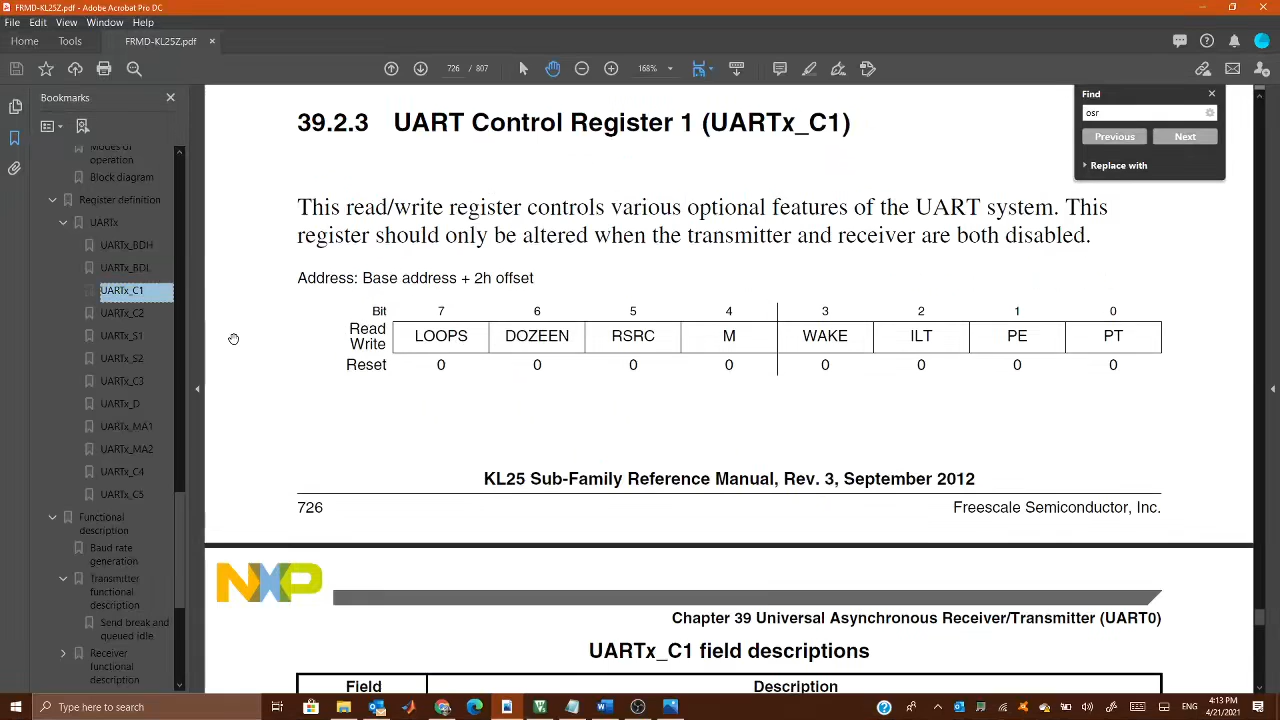 FRMD-KL25Z.pdf - Adobe Acrobat Pro DC
File Edit View Window Help
Home Tools FRMD-KL25Z.pdf ×
726 / 807 168%
Bookmarks
Modes of
operation
Block diagram
Register definition
UARTx
UARTx_BDH
UARTx_BDL
UARTx_C1
UARTx_C2
UARTx_S1
UARTx_S2
UARTx_C3
UARTx_D
UARTx_MA1
UARTx_MA2
UARTx_C4
UARTx_C5
Functional
description
Baud rate
generation
Transmitter
functional
description
Send break and
queued idle
Receiver
functional
description
Find
osr
Previous Next
Replace with
39.2.3 UART Control Register 1 (UARTx_C1)
This read/write register controls various optional features of the UART system. This
register should only be altered when the transmitter and receiver are both disabled.
Address: Base address + 2h offset
Bit 7 6 5 4 3 2 1 0
Read
Write
LOOPS DOZEEN RSRC M WAKE ILT PE PT
Reset 0 0 0 0 0 0 0 0
KL25 Sub-Family Reference Manual, Rev. 3, September 2012
726 Freescale Semiconductor, Inc.
NXP
Chapter 39 Universal Asynchronous Receiver/Transmitter (UART0)
UARTx_C1 field descriptions
Field Description
Type here to search
4:13 PM
4/21/2021